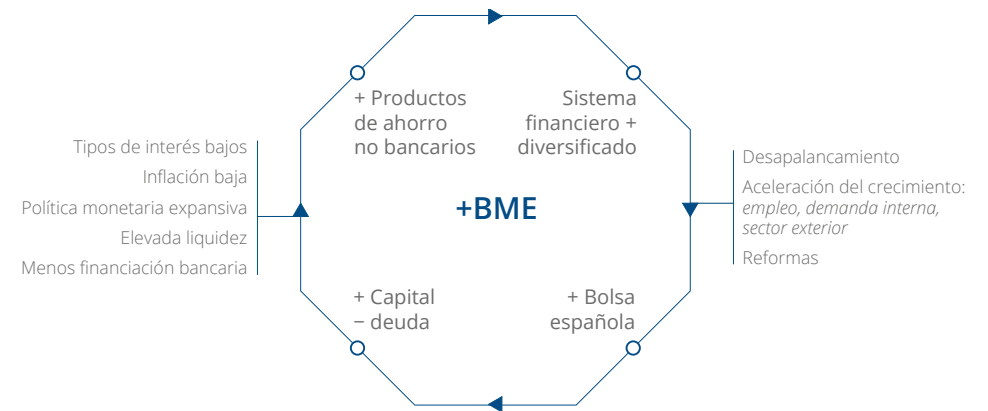 + Productos
de ahorro
no bancarios
Sistema
financiero +
diversificado
Tipos de interés bajos
Inflación baja
Política monetaria expansiva
Elevada liquidez
Menos financiación bancaria
+BME
Desapalancamiento
Aceleración del crecimiento:
empleo, demanda interna,
sector exterior
Reformas
+ Capital
− deuda
+ Bolsa
española